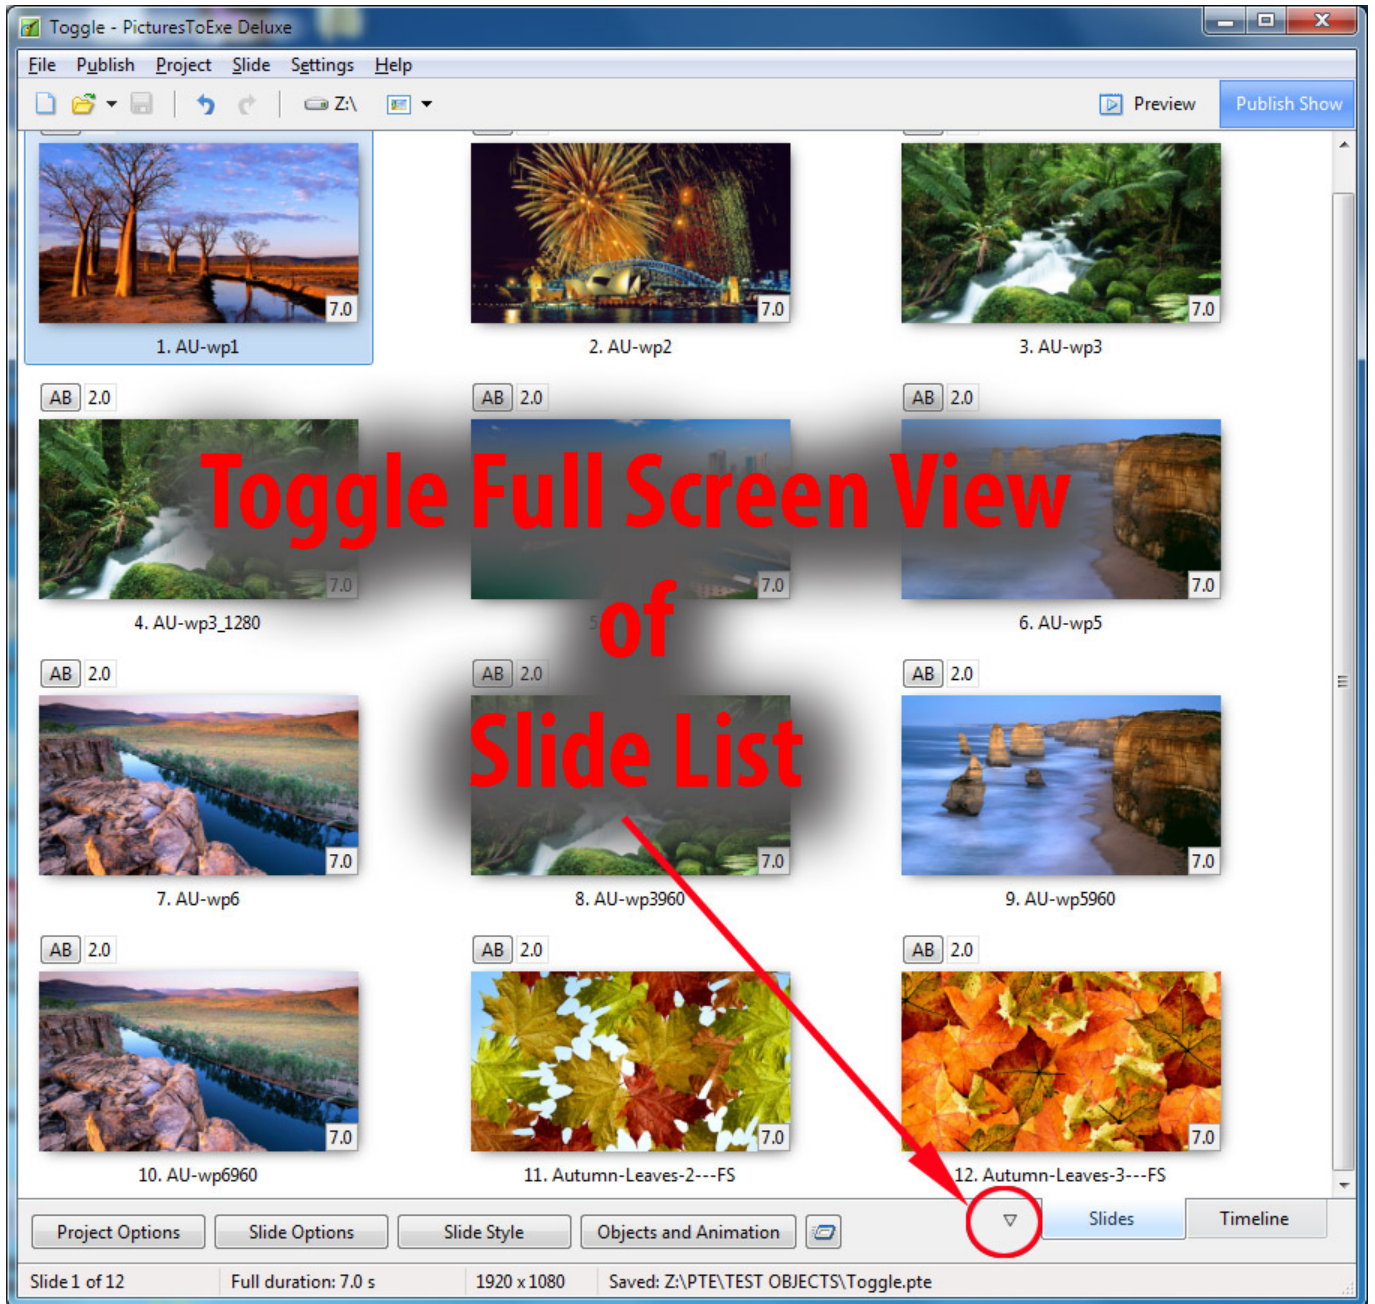 Toggle - PicturesToExe Deluxe
File Publish Project Slide Settings Help
Z:\ Preview Publish Show
7.0 7.0 7.0
1. AU-wp1 2. AU-wp2 3. AU-wp3
AB 2.0 AB 2.0 AB 2.0
Toggle Full Screen View
7.0 7.0 7.0
of
4. AU-wp3_1280 6. AU-wp5
AB 2.0 AB 2.0 AB 2.0
Slide List
7.0 7.0 7.0
7. AU-wp6 8. AU-wp3960 9. AU-wp5960
AB 2.0 AB 2.0 AB 2.0
7.0 7.0 7.0
10. AU-wp6960 11. Autumn-Leaves-2---FS 12. Autumn-Leaves-3---FS
Project Options Slide Options Slide Style Objects and Animation Slides Timeline
Slide 1 of 12 Full duration: 7.0 s 1920 x 1080 Saved: Z:\PTE\TEST OBJECTS\Toggle.pte